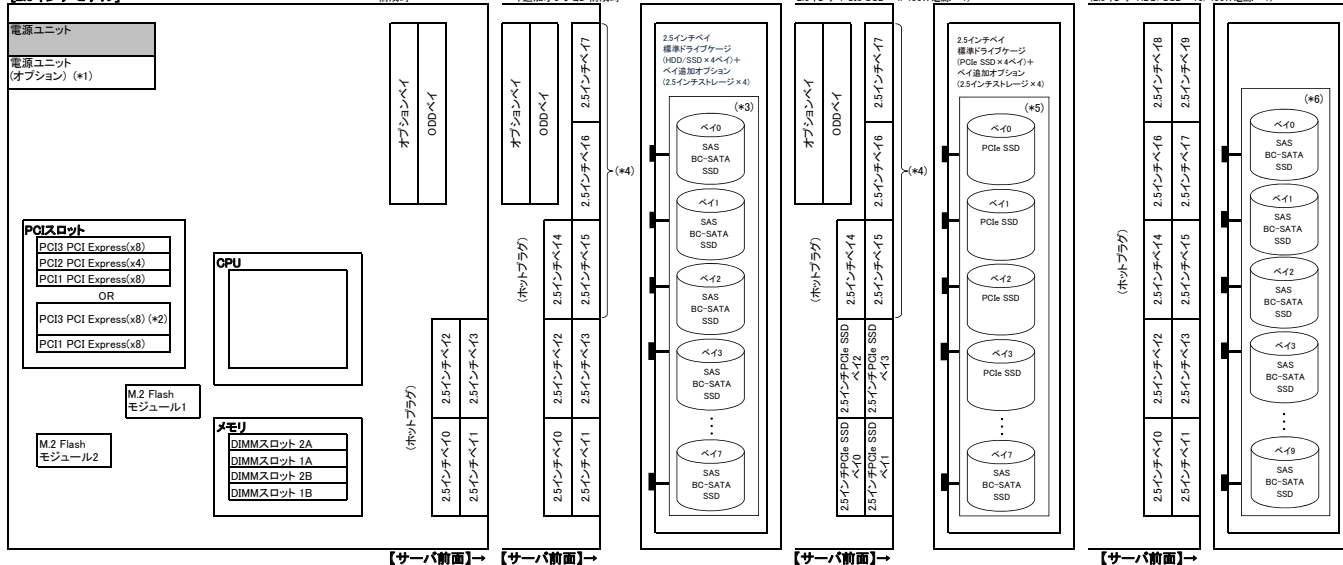 電源ユニット
電源ユニット
(オプション) (*1)
PCIスロット
PCI3 PCI Express(x8)
PCI2 PCI Express(x4)
PCI1 PCI Express(x8)
OR
PCI3 PCI Express(x8) (*2)
PCI1 PCI Express(x8)
CPU
M.2 Flash
モジュール1
M.2 Flash
モジュール2
メモリ
DIMMスロット 2A
DIMMスロット 1A
DIMMスロット 2B
DIMMスロット 1B
オプションベイ
ODDベイ
(ホットプラグ)
2.5インチベイ2
2.5インチベイ3
2.5インチベイ0
2.5インチベイ1
【サーバ前面】→
オプションベイ
ODDベイ
2.5インチベイ7
2.5インチベイ6
(*4)
(ホットプラグ)
2.5インチベイ4
2.5インチベイ5
2.5インチベイ2
2.5インチベイ3
2.5インチベイ0
2.5インチベイ1
【サーバ前面】→
2.5インチベイ
標準ドライブケージ
(HDD/SSD×4ベイ)+
ベイ追加オプション
(2.5インチストレージ×4)
(*3)
ベイ0
SAS
BC-SATA
SSD
ベイ1
SAS
BC-SATA
SSD
ベイ2
SAS
BC-SATA
SSD
ベイ3
SAS
BC-SATA
SSD
ベイ7
SAS
BC-SATA
SSD
オプションベイ
ODDベイ
2.5インチベイ7
2.5インチベイ6
(*4)
(ホットプラグ)
2.5インチベイ4
2.5インチベイ5
2.5インチPCIe SSD
ベイ2
2.5インチPCIe SSD
ベイ3
2.5インチPCIe SSD
ベイ0
2.5インチPCIe SSD
ベイ1
【サーバ前面】→
2.5インチベイ
標準ドライブケージ
(PCIe SSD×4ベイ)+
ベイ追加オプション
(2.5インチストレージ×4)
(*5)
ベイ0
PCIe SSD
ベイ1
PCIe SSD
ベイ2
PCIe SSD
ベイ3
PCIe SSD
ベイ7
SAS
BC-SATA
SSD
2.5インチベイ8
2.5インチベイ9
2.5インチベイ6
2.5インチベイ7
(ホットプラグ)
2.5インチベイ4
2.5インチベイ5
2.5インチベイ2
2.5インチベイ3
2.5インチベイ0
2.5インチベイ1
【サーバ前面】→
(*6)
ベイ0
SAS
BC-SATA
SSD
ベイ1
SAS
BC-SATA
SSD
ベイ2
SAS
BC-SATA
SSD
ベイ3
SAS
BC-SATA
SSD
ベイ9
SAS
BC-SATA
SSD